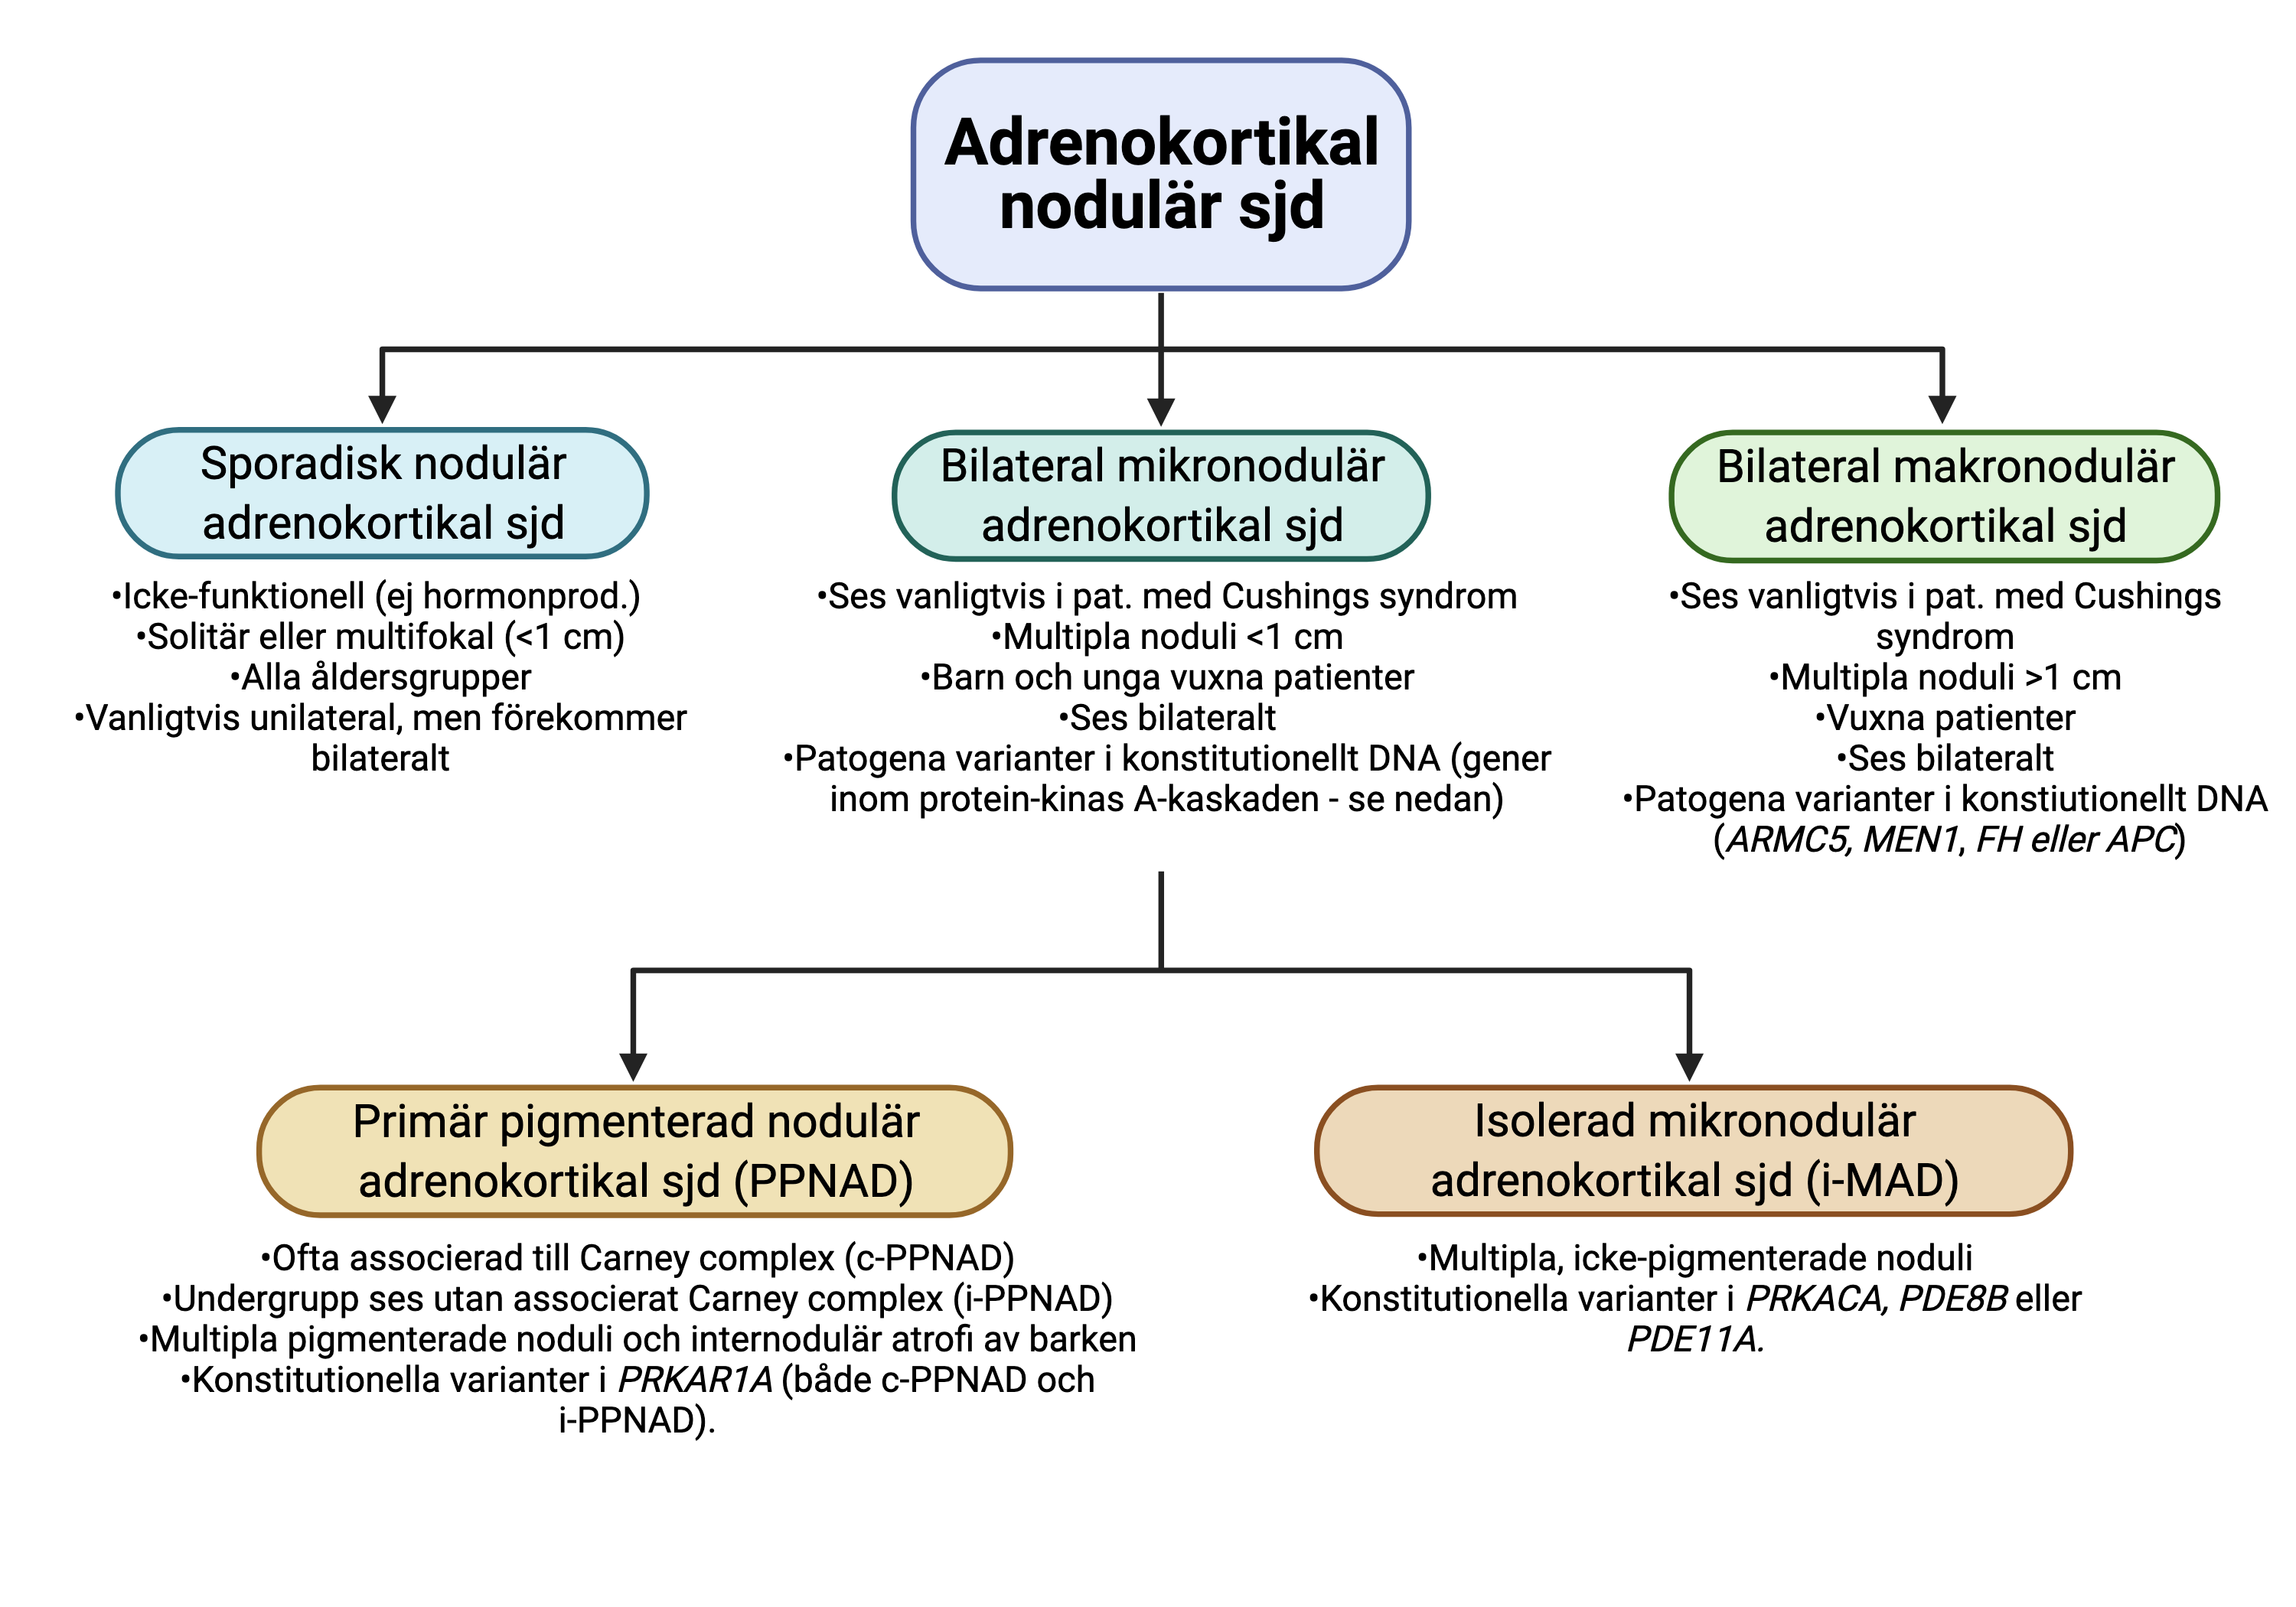 Adrenokortikal
nodulär sjd
Sporadisk nodulär
adrenokortikal sjd
•Icke-funktionell (ej hormonprod.)
•Solitär eller multifokal (<1 cm)
•Alla åldersgrupper
•Vanligtvis unilateral, men förekommer
bilateralt
Bilateral mikronodulär
adrenokortikal sjd
•Ses vanligtvis i pat. med Cushings syndrom
•Multipla noduli <1 cm
•Barn och unga vuxna patienter
•Ses bilateralt
•Patogena varianter i konstitutionellt DNA (gener
inom protein-kinas A-kaskaden - se nedan)
Bilateral makronodulär
adrenokortikal sjd
•Ses vanligtvis i pat. med Cushings
syndrom
•Multipla noduli >1 cm
•Vuxna patienter
•Ses bilateralt
•Patogena varianter i konstiutionellt DNA
(ARMC5, MEN1, FH eller APC)
Primär pigmenterad nodulär
adrenokortikal sjd (PPNAD)
•Ofta associerad till Carney complex (c-PPNAD)
•Undergrupp ses utan associerat Carney complex (i-PPNAD)
•Multipla pigmenterade noduli och internodulär atrofi av barken
•Konstitutionella varianter i PRKAR1A (både c-PPNAD och
i-PPNAD).
Isolerad mikronodulär
adrenokortikal sjd (i-MAD)
•Multipla, icke-pigmenterade noduli
•Konstitutionella varianter i PRKACA, PDE8B eller
PDE11A.